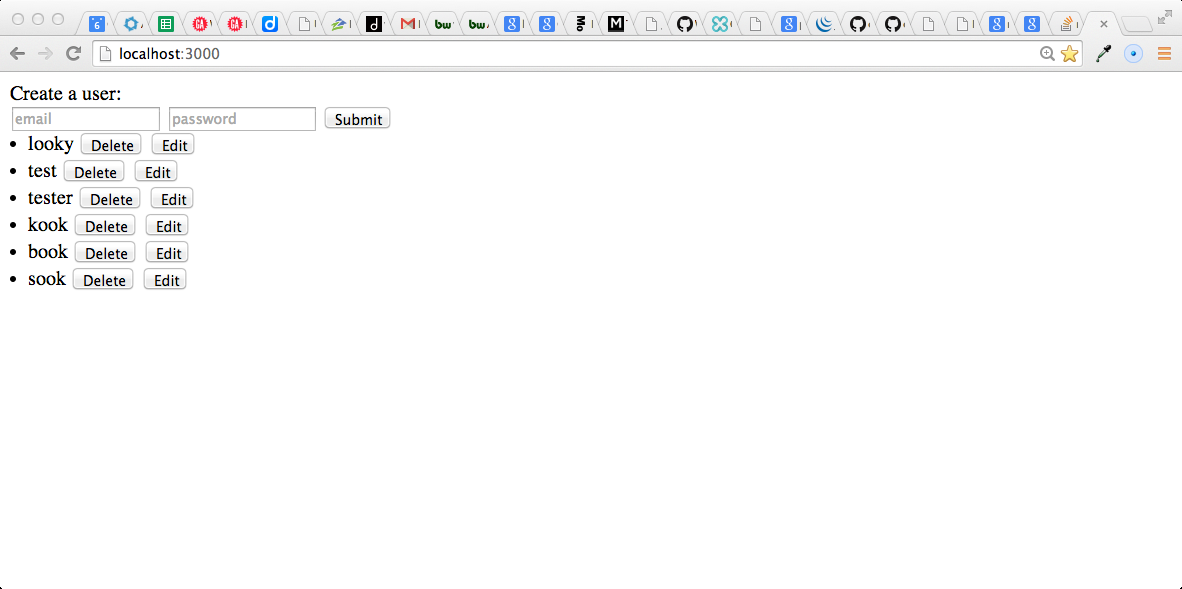 localhost:3000
Create a user:
email password Submit
looky Delete Edit
test Delete Edit
tester Delete Edit
kook Delete Edit
book Delete Edit
sook Delete Edit